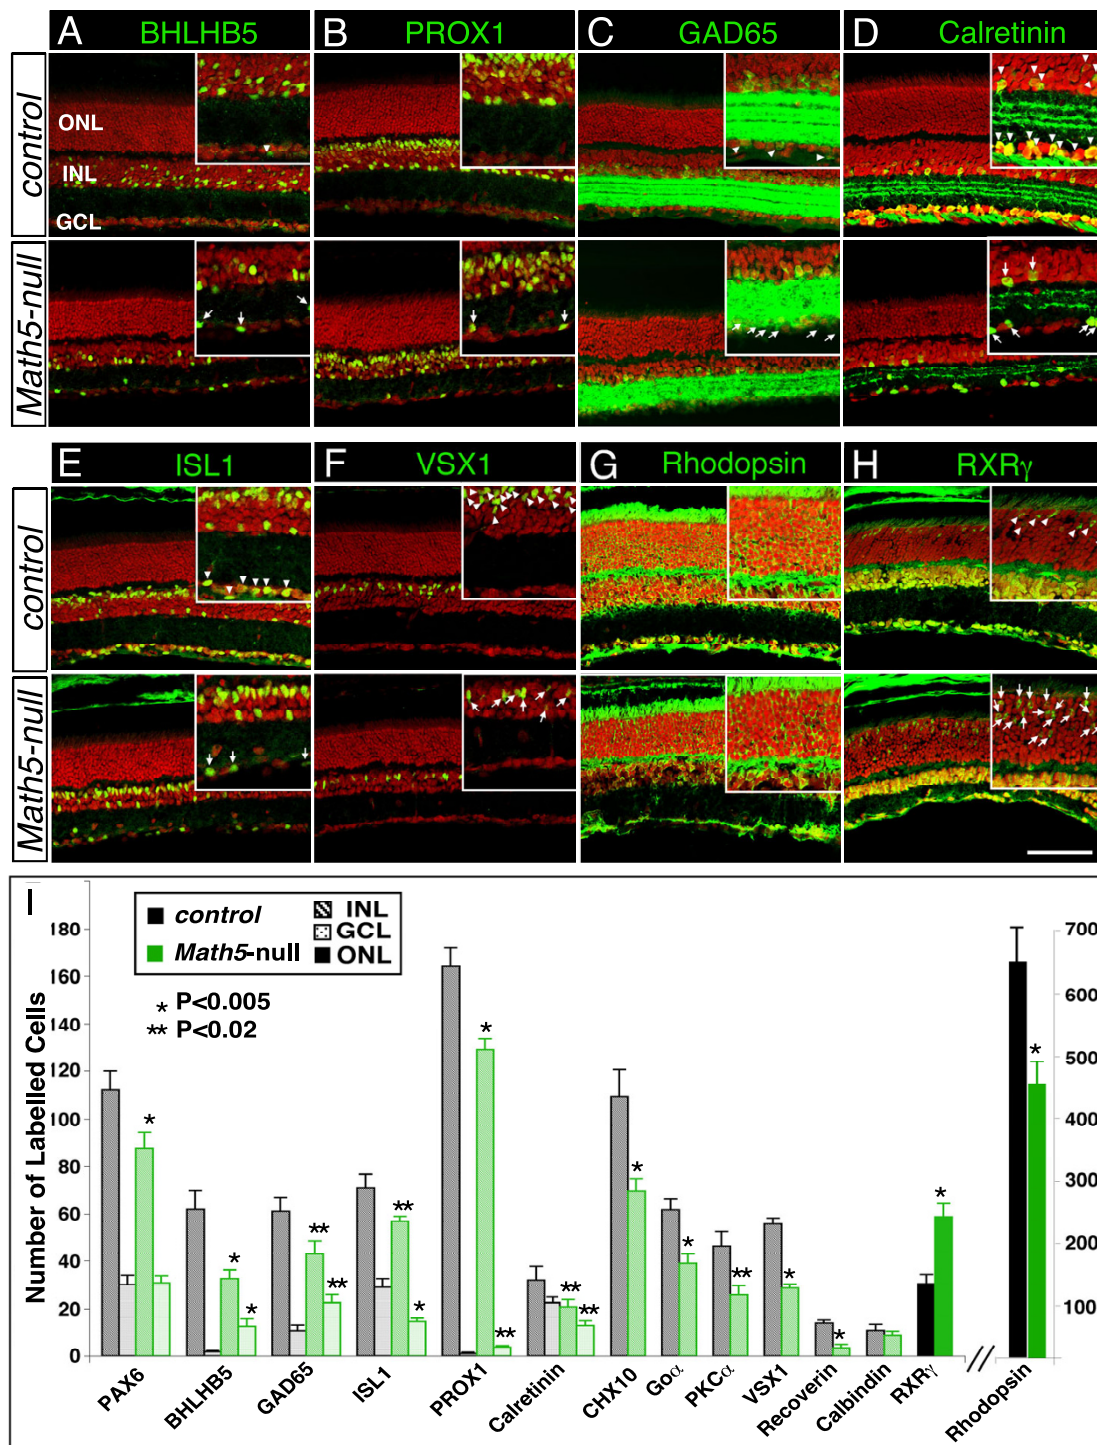 A BHLHB5
B PROX1
C GAD65
D Calretinin
control
ONL
INL
GCL
Math5-null
E ISL1
F VSX1
G Rhodopsin
H RXRγ
control
Math5-null
I
control
Math5-null
INL
GCL
ONL
* P<0.005
** P<0.02
Number of Labelled Cells
180
160
140
120
100
80
60
40
20
0
700
600
500
400
300
200
100
* * * ** ** ** * * ** ** ** * * ** * * * *
PAX6
BHLHB5
GAD65
ISL1
PROX1
Calretinin
CHX10
Goα
PKCα
VSX1
Recoverin
Calbindin
RXRγ
Rhodopsin